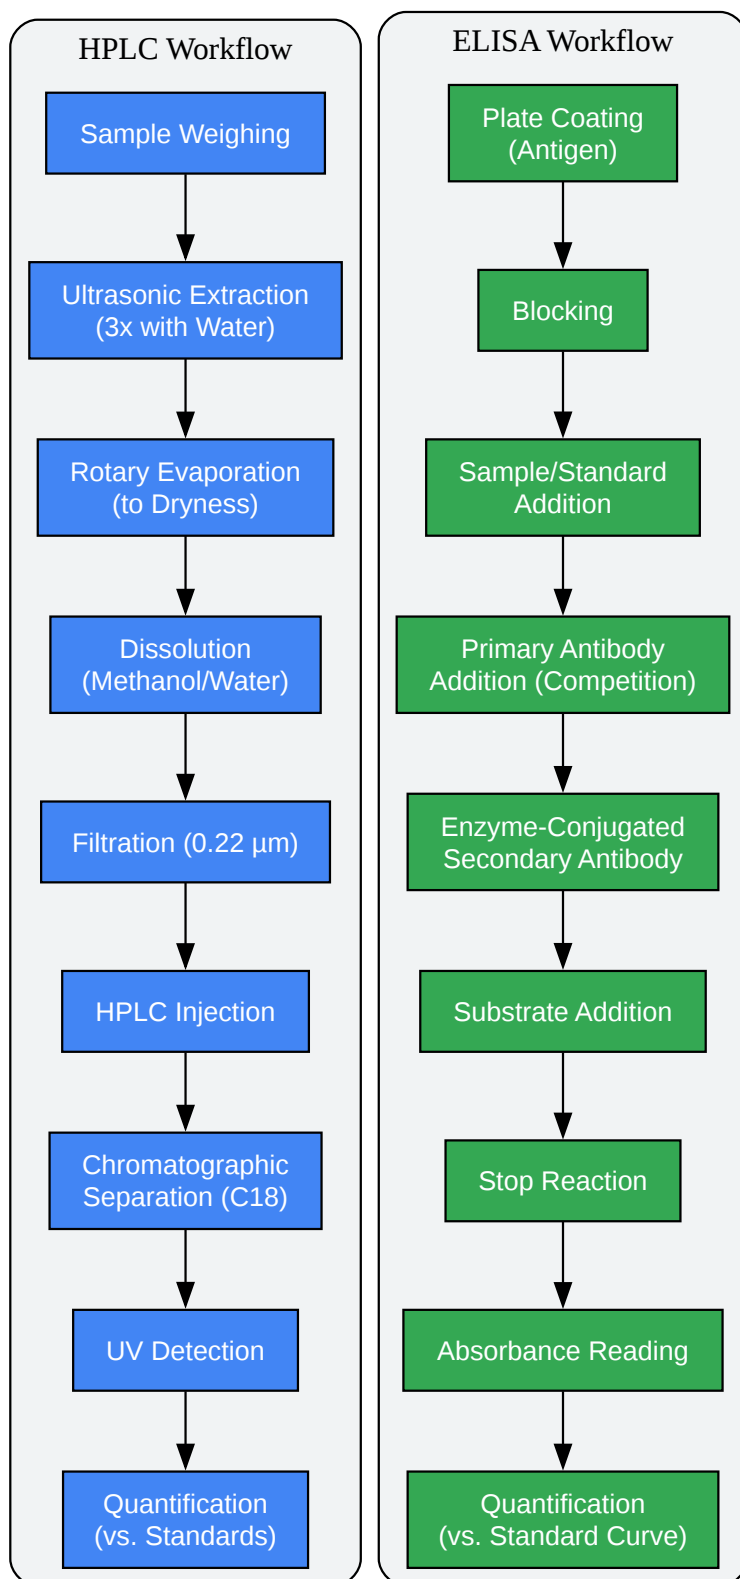 HPLC Workflow
Sample Weighing
Ultrasonic Extraction
(3x with Water)
Rotary Evaporation
(to Dryness)
Dissolution
(Methanol/Water)
Filtration (0.22 µm)
HPLC Injection
Chromatographic
Separation (C18)
UV Detection
Quantification
(vs. Standards)
ELISA Workflow
Plate Coating
(Antigen)
Blocking
Sample/Standard
Addition
Primary Antibody
Addition (Competition)
Enzyme-Conjugated
Secondary Antibody
Substrate Addition
Stop Reaction
Absorbance Reading
Quantification
(vs. Standard Curve)